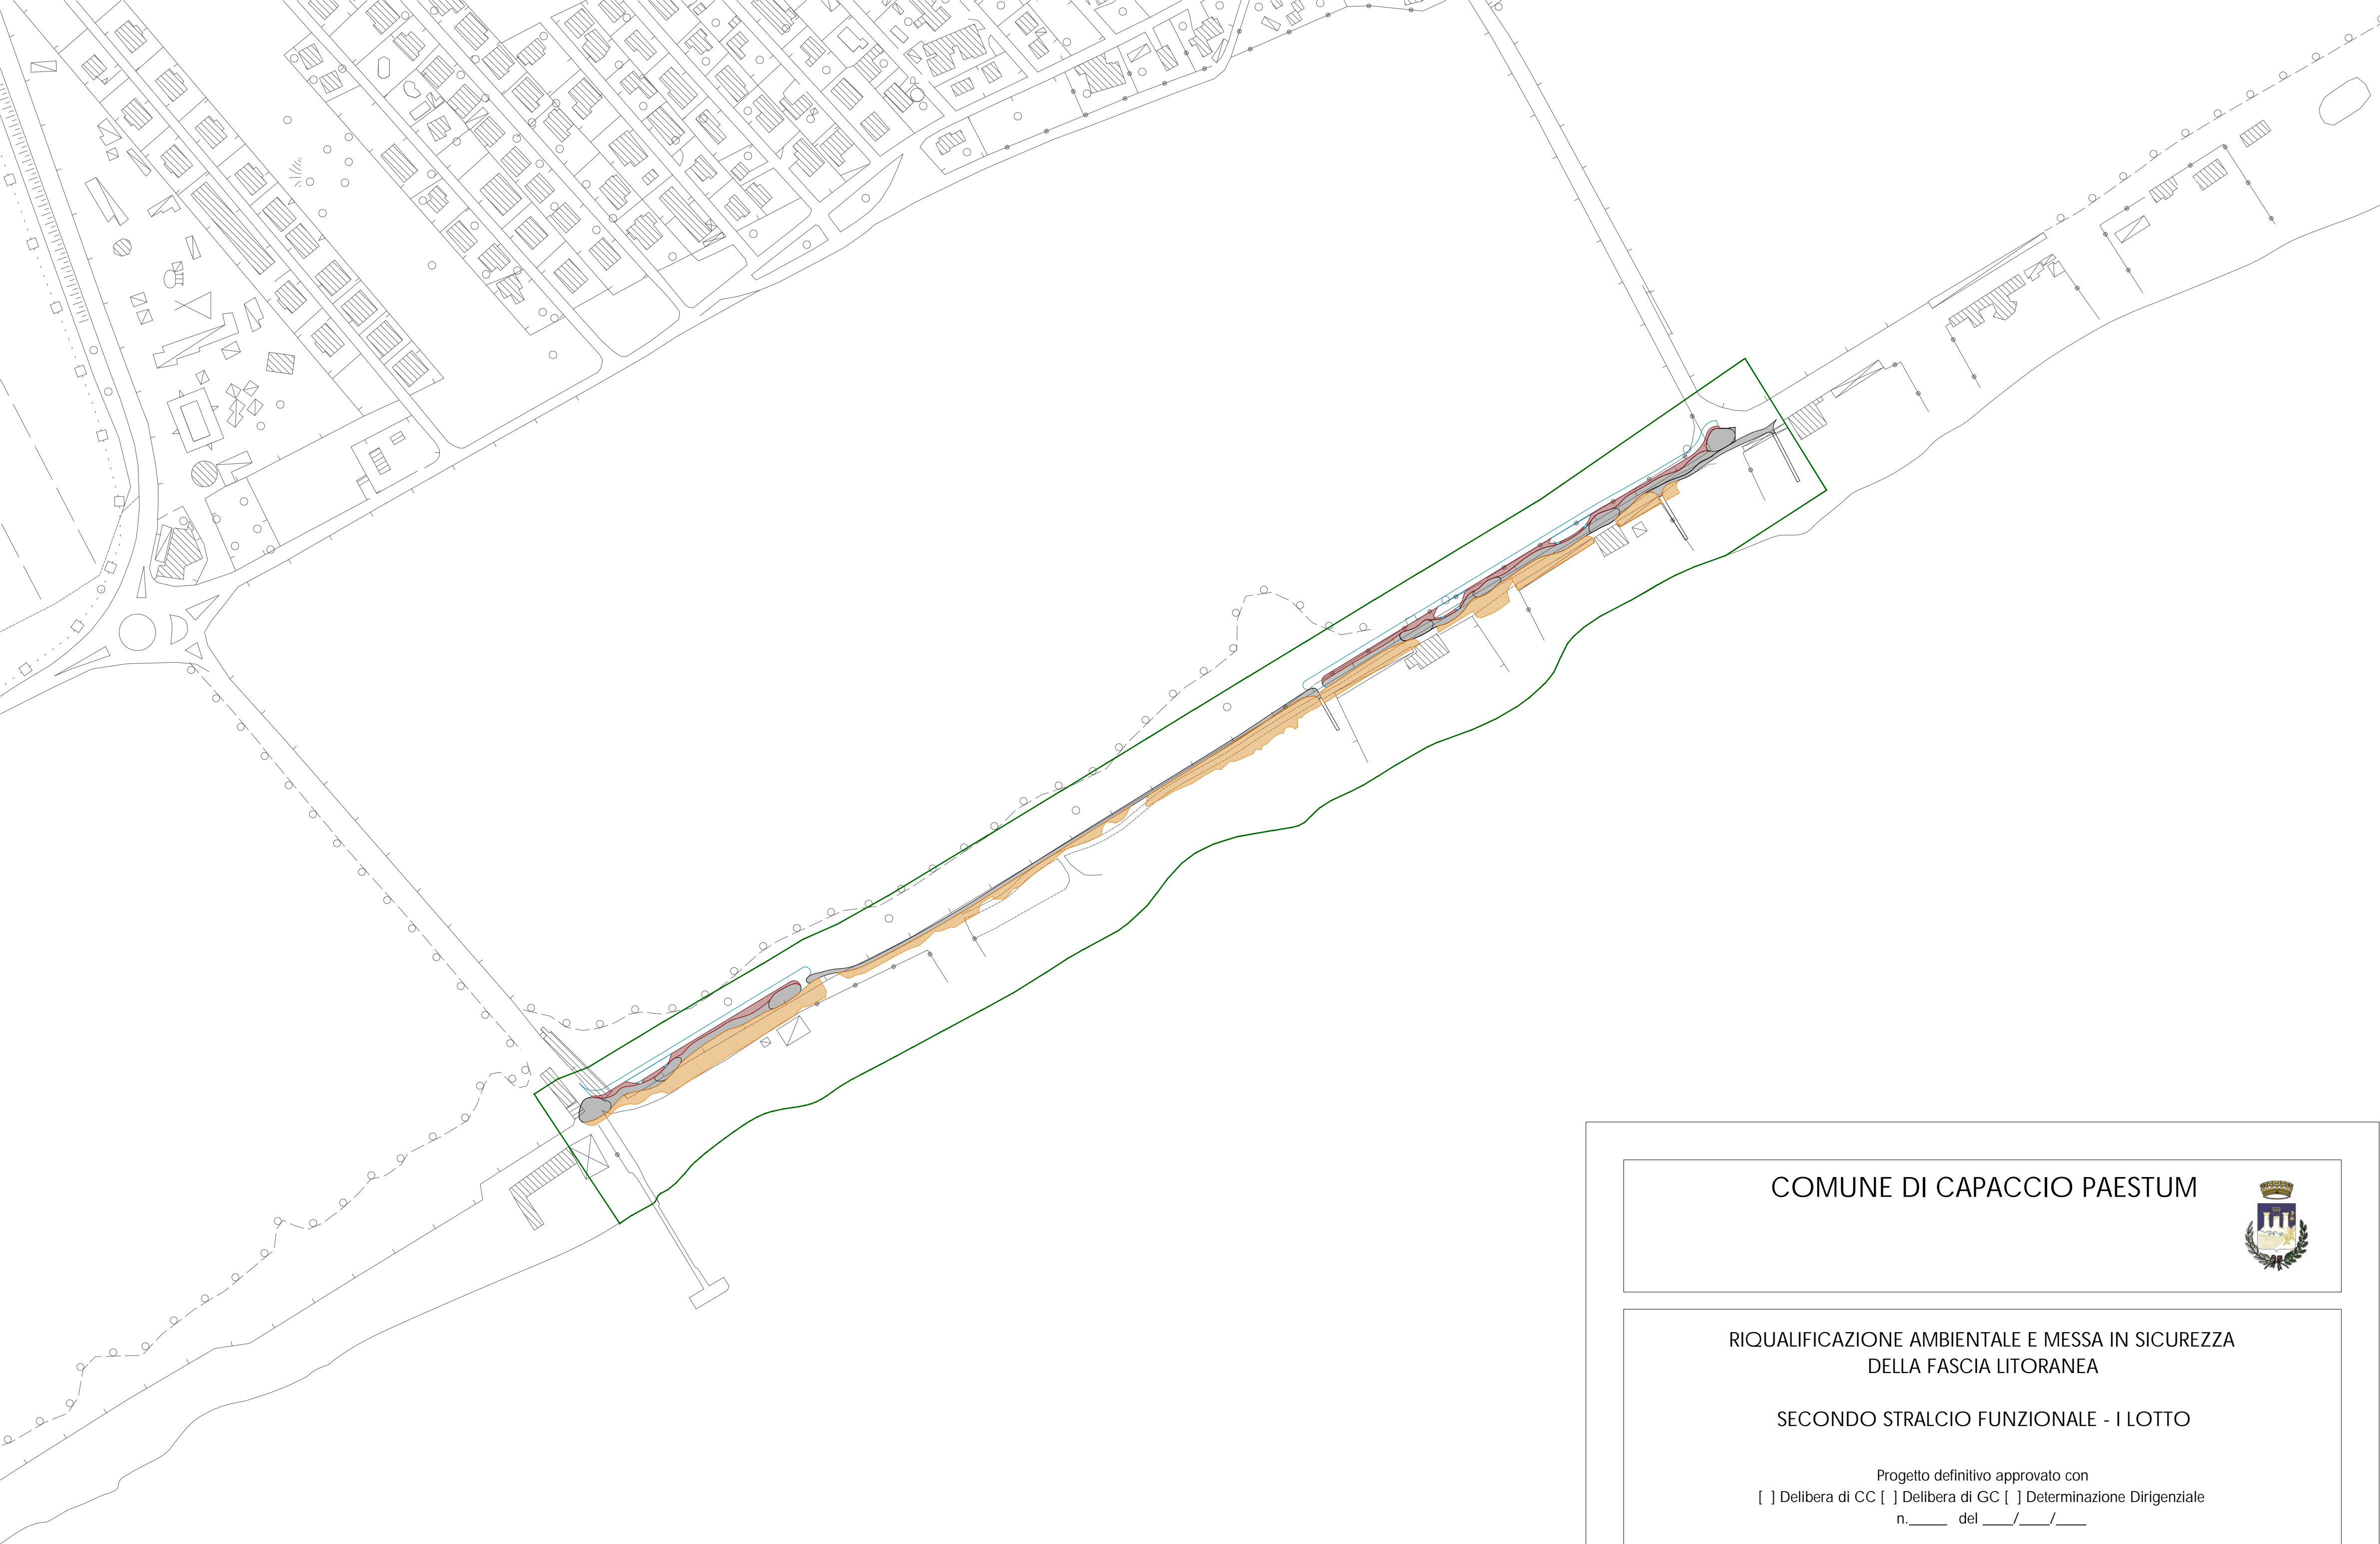 COMUNE DI CAPACCIO PAESTUM
RIQUALIFICAZIONE AMBIENTALE E MESSA IN SICUREZZA
DELLA FASCIA LITORANEA
SECONDO STRALCIO FUNZIONALE - I LOTTO
Progetto definitivo approvato con
[ ] Delibera di CC [ ] Delibera di GC [ ] Determinazione Dirigenziale
n._____ del ____/____/____